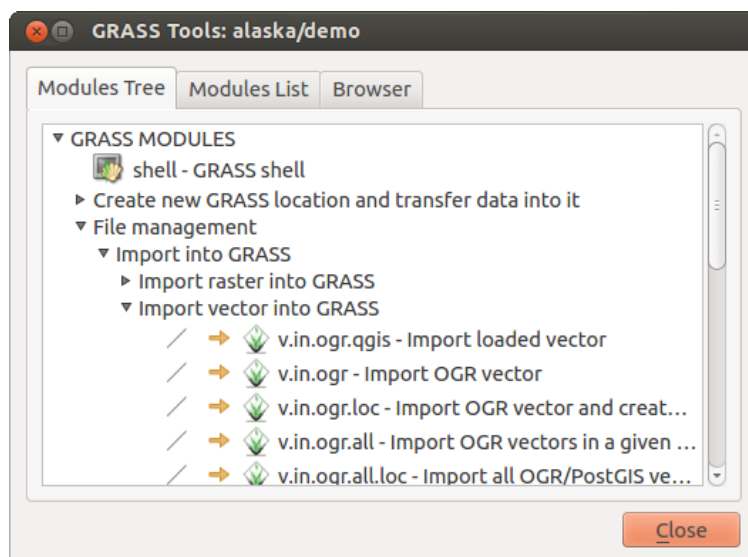 GRASS Tools: alaska/demo
Modules Tree Modules List Browser
GRASS MODULES
shell - GRASS shell
Create new GRASS location and transfer data into it
File management
Import into GRASS
Import raster into GRASS
Import vector into GRASS
v.in.ogr.qgis - Import loaded vector
v.in.ogr - Import OGR vector
v.in.ogr.loc - Import OGR vector and creat...
v.in.ogr.all - Import OGR vectors in a given ...
v.in.ogr.all.loc - Import all OGR/PostGIS ve...
Close